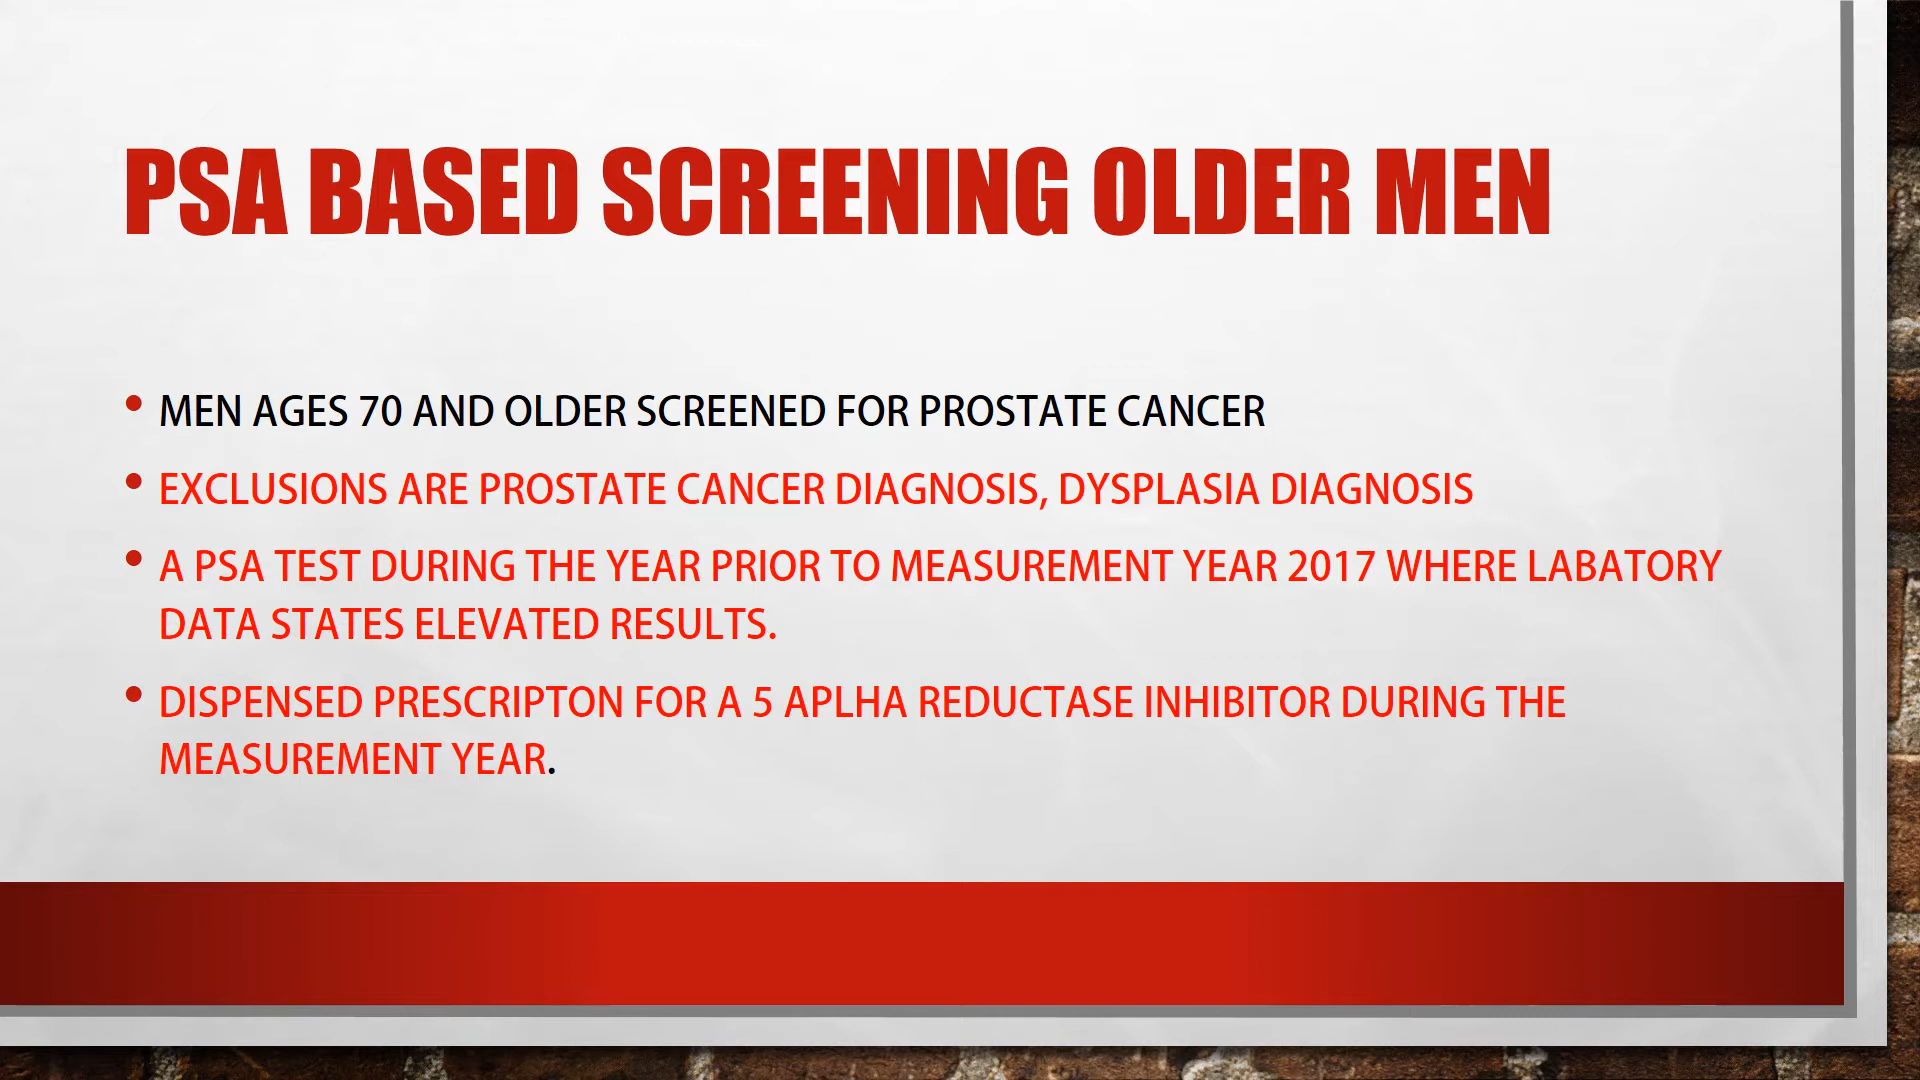 PSA BASED SCREENING OLDER MEN
• MEN AGES 70 AND OLDER SCREENED FOR PROSTATE CANCER
• EXCLUSIONS ARE PROSTATE CANCER DIAGNOSIS, DYSPLASIA DIAGNOSIS
• A PSA TEST DURING THE YEAR PRIOR TO MEASUREMENT YEAR 2017 WHERE LABATORY
DATA STATES ELEVATED RESULTS.
• DISPENSED PRESCRIPTON FOR A 5 APLHA REDUCTASE INHIBITOR DURING THE
MEASUREMENT YEAR.